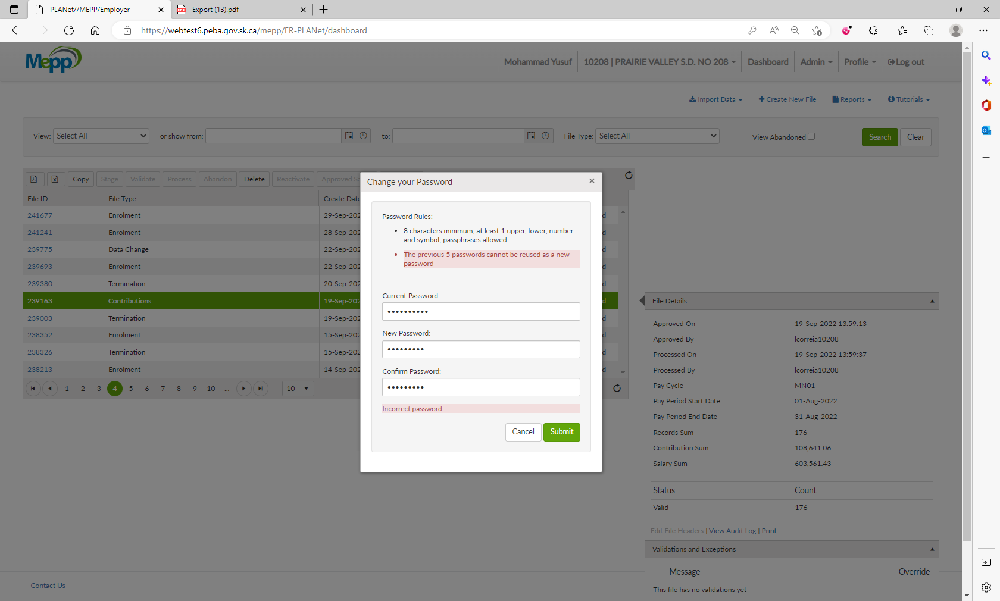 PLANet//MEPP/Employer
Export (13).pdf
https://webtest6.peba.gov.sk.ca/mepp/ER-PLANet/dashboard
Mepp
Mohammad Yusuf
10208 | PRAIRIE VALLEY S.D. NO 208
Dashboard
Admin
Profile
Log out
Import Data
Create New File
Reports
Tutorials
View: Select All
or show from:
to:
File Type: Select All
View Abandoned
Search
Clear
Copy
Stage
Validate
Process
Abandon
Delete
Reactivate
Approved
File ID File Type Create Date
241677 Enrolment 29-Sep-202
241241 Enrolment 28-Sep-202
239775 Data Change 22-Sep-202
239693 Enrolment 22-Sep-202
239380 Termination 20-Sep-202
239163 Contributions 19-Sep-202
239003 Termination 19-Sep-202
238352 Enrolment 15-Sep-202
238326 Termination 15-Sep-202
238213 Enrolment 14-Sep-202
1 2 3 4 5 6 7 8 9 10 ... 10
Change your Password
Password Rules:
• 8 characters minimum; at least 1 upper, lower, number
and symbol; passphrases allowed
• The previous 5 passwords cannot be reused as a new
password
Current Password:
••••••••••
New Password:
•••••••••
Confirm Password:
•••••••••
Incorrect password.
Cancel
Submit
File Details
Approved On 19-Sep-2022 13:59:13
Approved By lcorreia10208
Processed On 19-Sep-2022 13:59:37
Processed By lcorreia10208
Pay Cycle MN01
Pay Period Start Date 01-Aug-2022
Pay Period End Date 31-Aug-2022
Records Sum 176
Contribution Sum 108,641.06
Salary Sum 603,561.43
Status Count
Valid 176
Edit File Headers | View Audit Log | Print
Validations and Exceptions
Message Override
This file has no validations yet
Contact Us